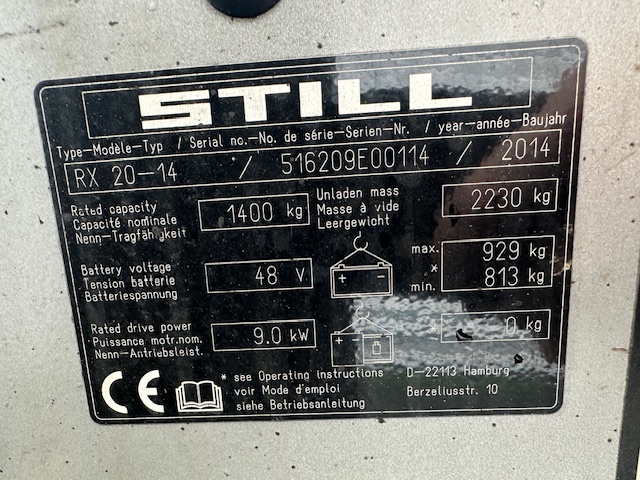 STILL
Type-Modèle-Typ / Serial no.-No. de série-Serien-Nr. / year-année-Baujahr
RX 20-14 / 516209E00114 / 2014
Rated capacity
Capacité nominale
Nenn-Tragfähigkeit
1400 kg
Unladen mass
Masse à vide
Leergewicht
2230 kg
Battery voltage
Tension batterie
Batteriespannung
48 V
+ -
max. 929 kg
*
min. 813 kg
Rated drive power
Puissance motr.nom.
Nenn-Antriebsleist.
9.0 kW
+ -
* 0 kg
CE
* see Operating instructions
voir Mode d'emploi
siehe Betriebsanleitung
D-22113 Hamburg
Berzeliusstr. 10